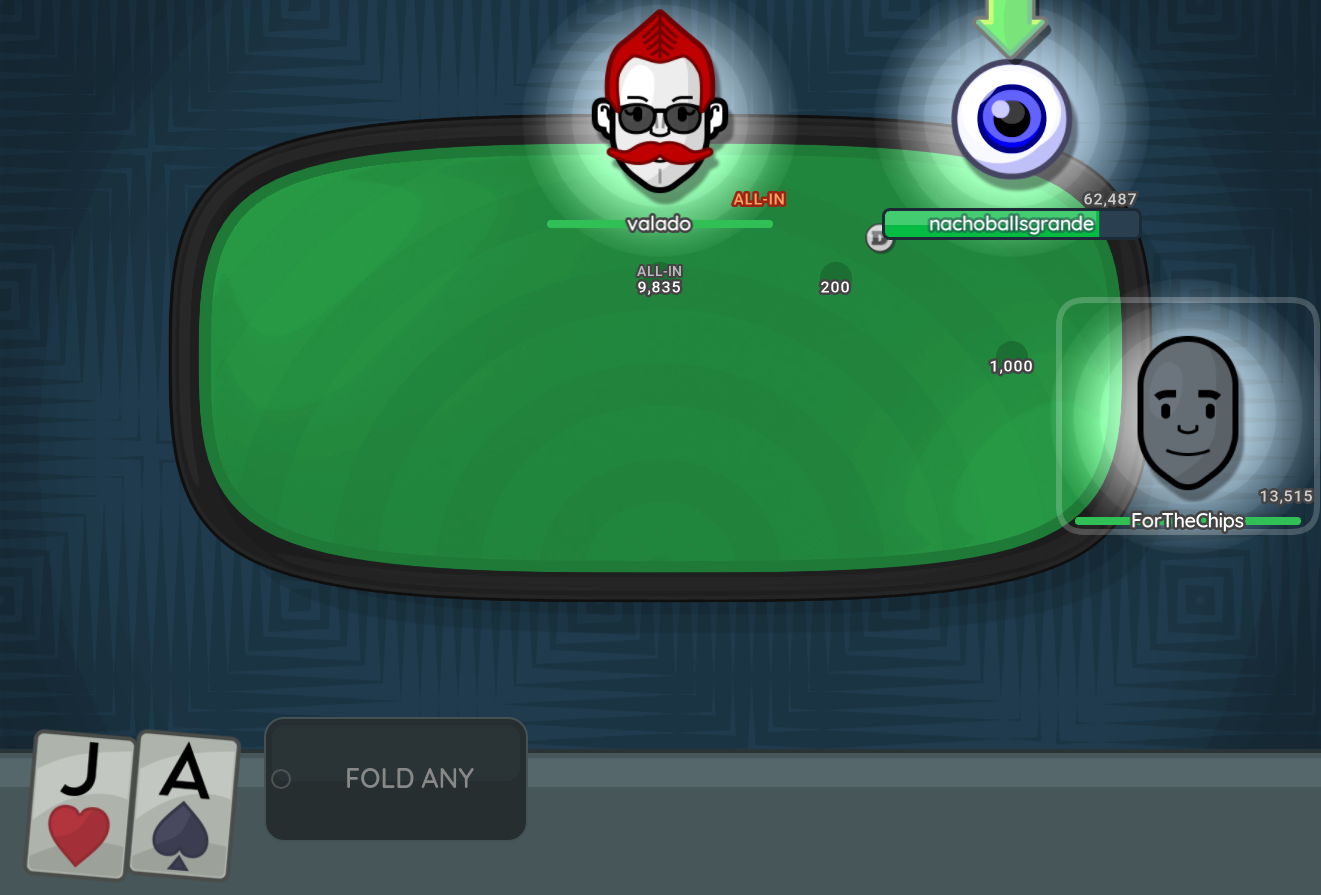 ALL-IN
valado
62,487
nachoballsgrande
D
ALL-IN
9,835
200
1,000
13,515
ForTheChips
J A
FOLD ANY